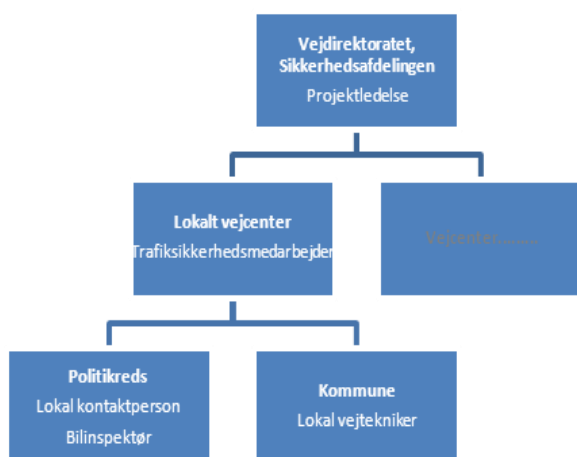 Vejdirektoratet,
Sikkerhedsafdelingen
Projektledelse
Lokalt vejcenter
Trafiksikkerhedsmedarbejder
Vejcenter.........
Politikreds
Lokal kontaktperson
Bilinspektør
Kommune
Lokal vejtekniker